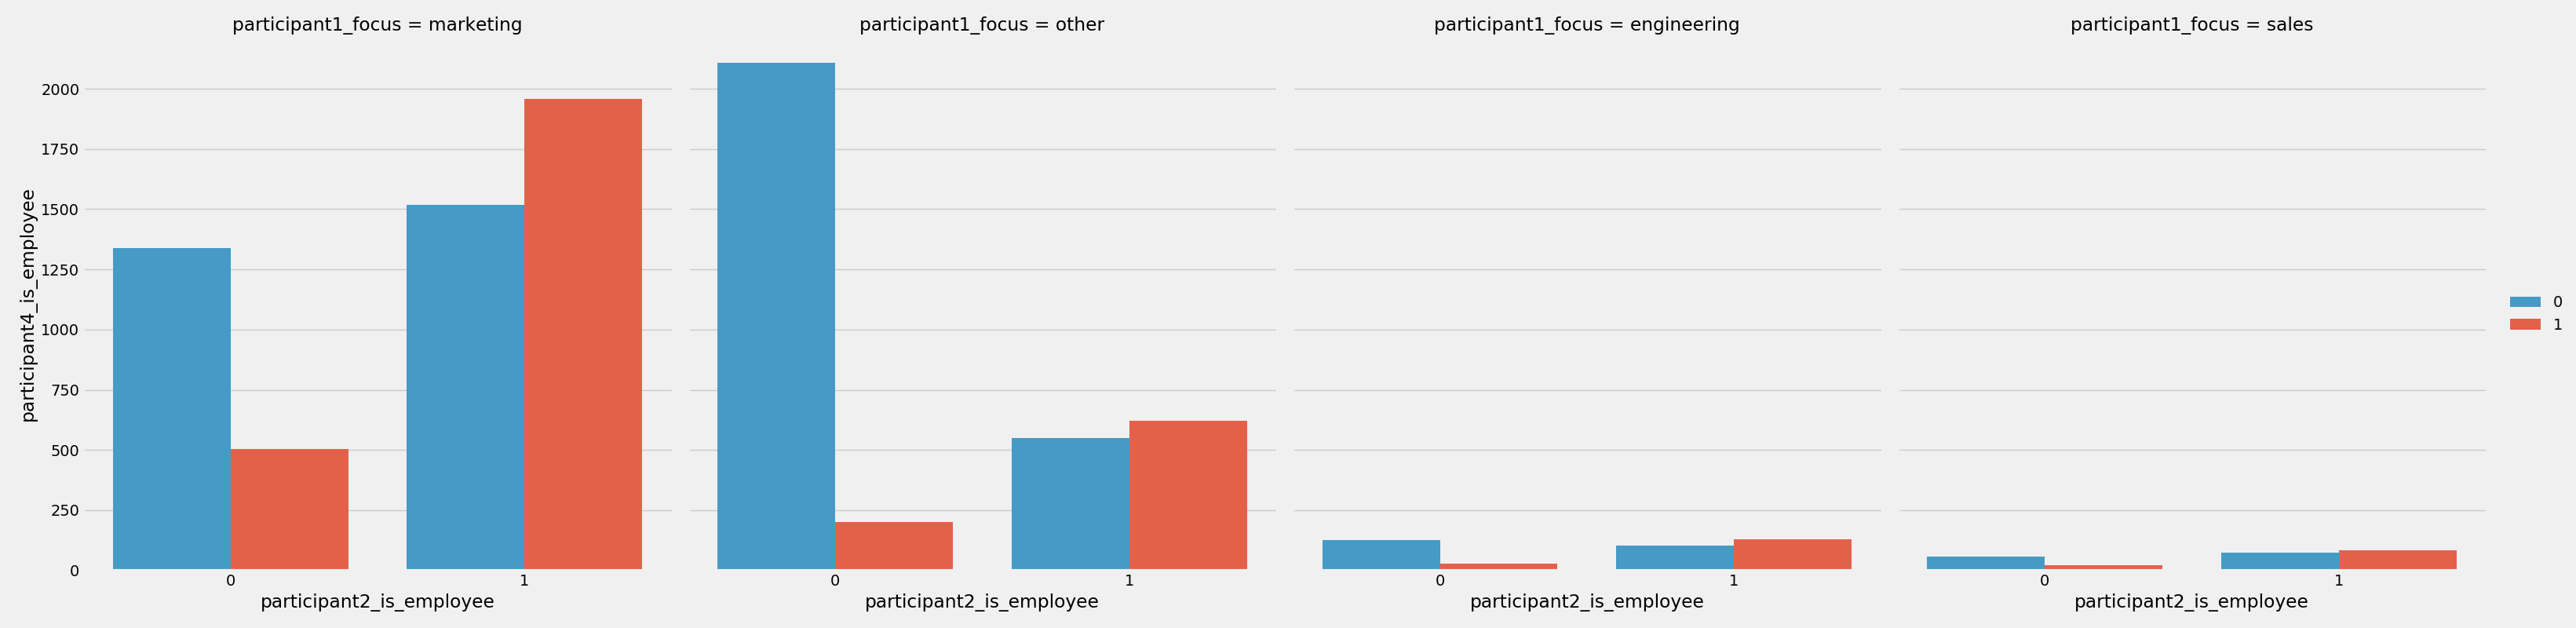 participant1_focus = marketing
participant1_focus = other
participant1_focus = engineering
participant1_focus = sales
participant4_is_employee
2000
1750
1500
1250
1000
750
500
250
0
0 1
0 1
0 1
0 1
participant2_is_employee
participant2_is_employee
participant2_is_employee
participant2_is_employee
0
1